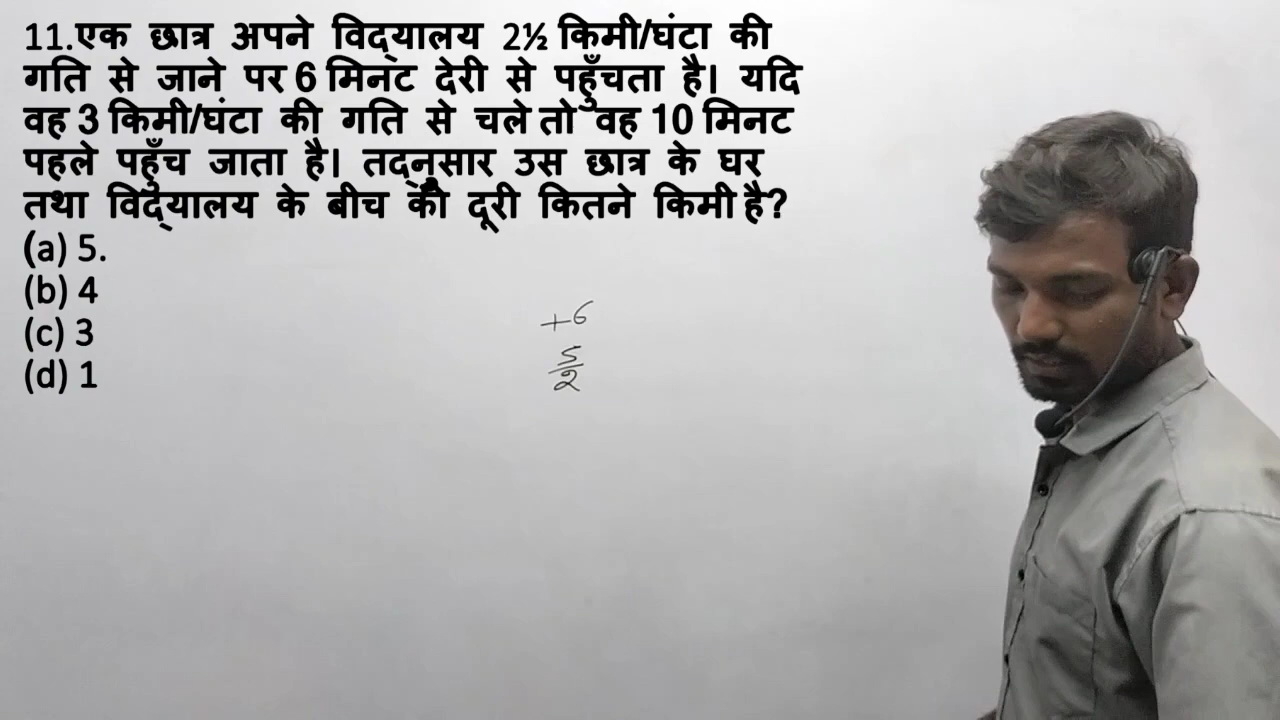 11.एक छात्र अपने विद्यालय 2½ किमी/घंटा की
गति से जाने पर 6 मिनट देरी से पहुँचता है। यदि
वह 3 किमी/घंटा की गति से चले तो वह 10 मिनट
पहले पहुँच जाता है। तद्नुसार उस छात्र के घर
तथा विद्यालय के बीच की दूरी कितने किमी है?
(a) 5.
(b) 4
(c) 3
(d) 1
+6
5
2